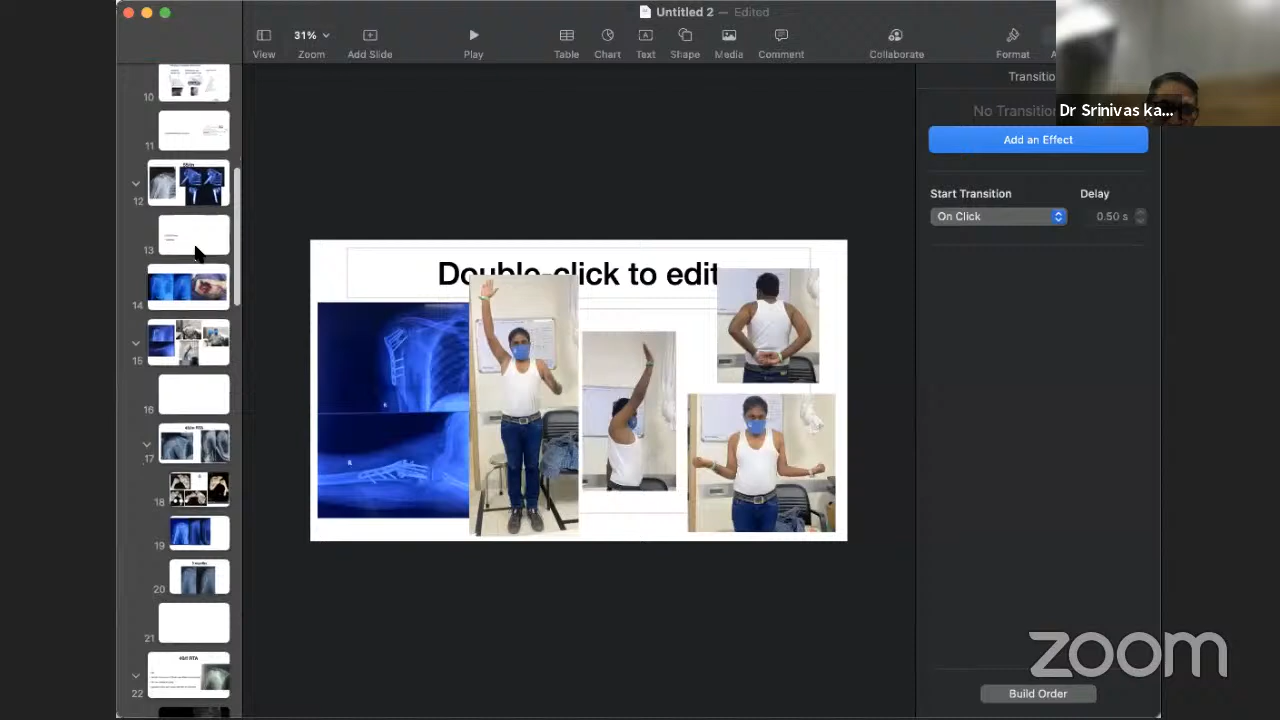 Untitled 2 — Edited
31%
View
Zoom
Add Slide
Play
Table
Chart
Text
Shape
Media
Comment
Collaborate
Format
Transitio
No Transition
Dr Srinivas ka...
Add an Effect
Start Transition
Delay
On Click
0.50 s
Double-click to edit
10
11
12
13
14
15
16
17
18
19
20
21
22
zoom
Build Order